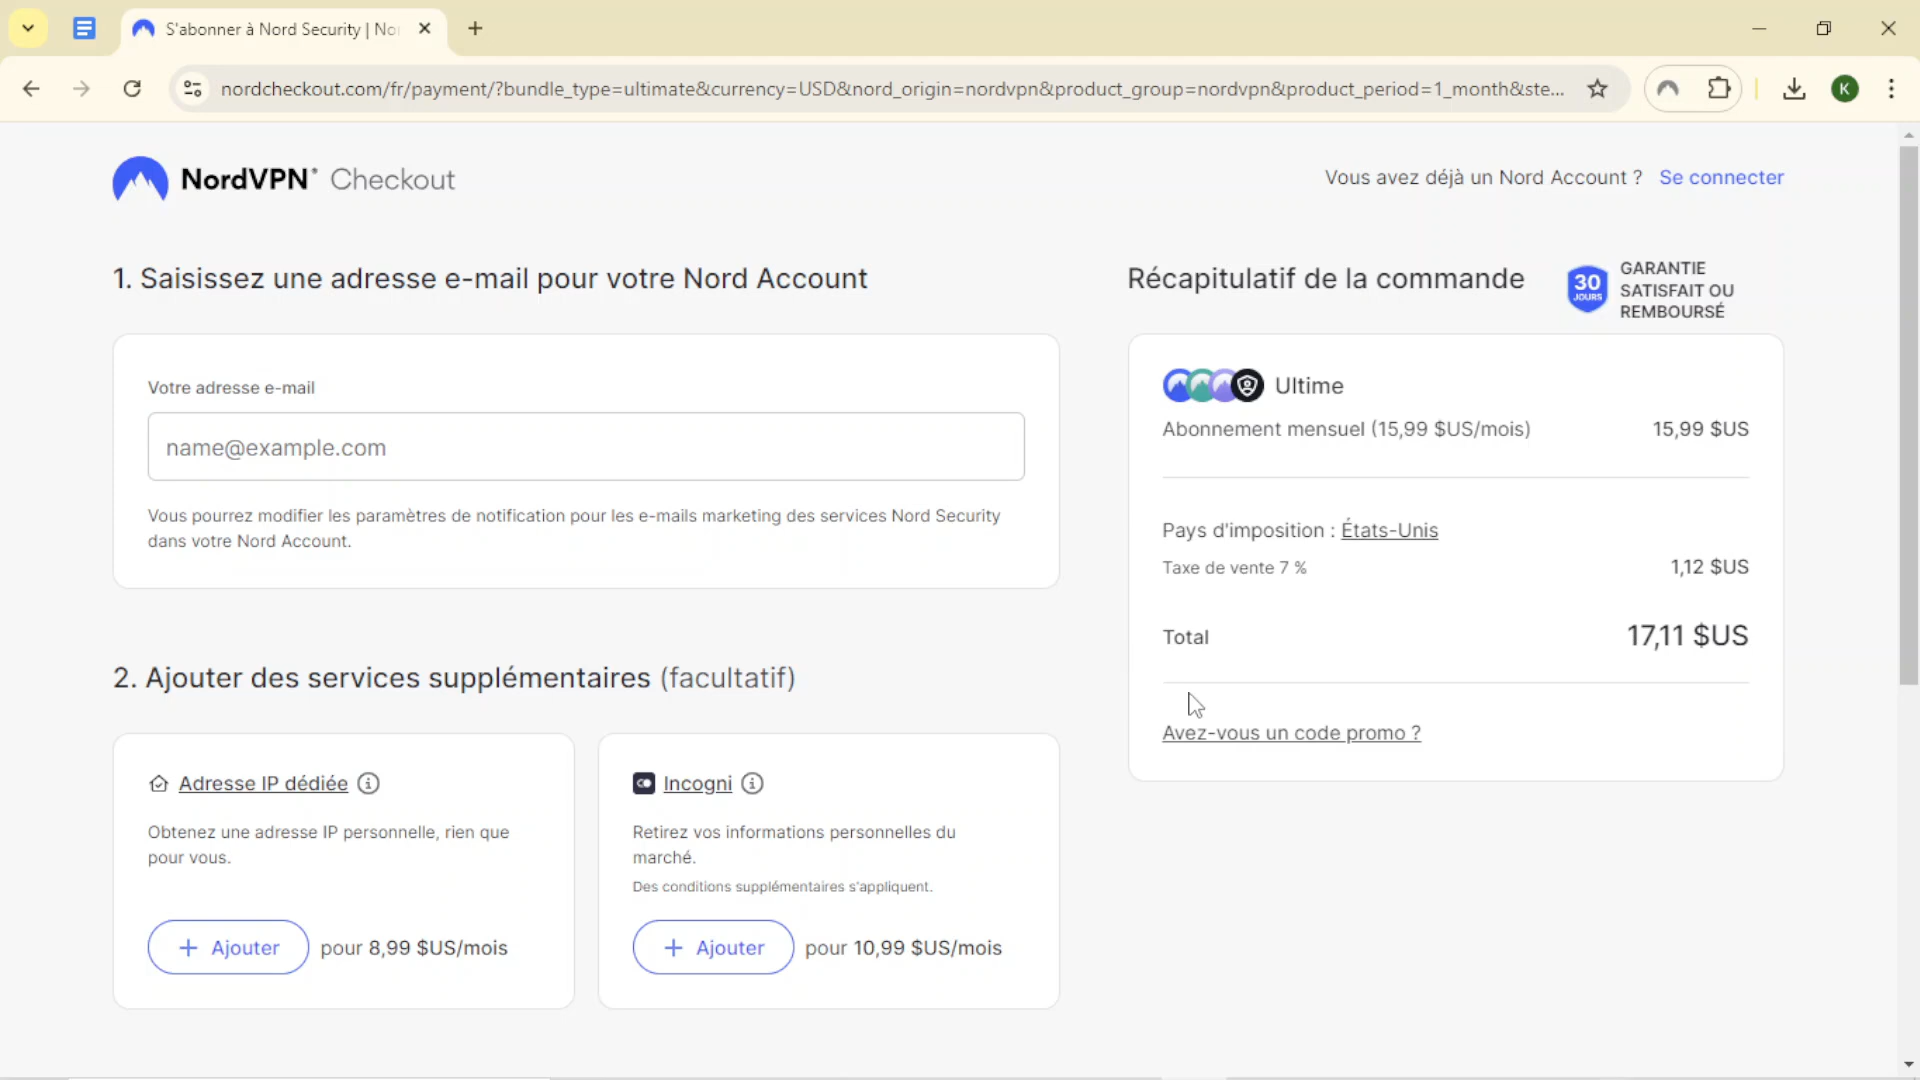 S'abonner à Nord Security | No
nordcheckout.com/fr/payment/?bundle_type=ultimate&currency=USD&nord_origin=nordvpn&product_group=nordvpn&product_period=1_month&ste...
K
NordVPN® Checkout
Vous avez déjà un Nord Account ? Se connecter
1. Saisissez une adresse e-mail pour votre Nord Account
Votre adresse e-mail
name@example.com
Vous pourrez modifier les paramètres de notification pour les e-mails marketing des services Nord Security
dans votre Nord Account.
2. Ajouter des services supplémentaires (facultatif)
Adresse IP dédiée
Obtenez une adresse IP personnelle, rien que
pour vous.
+ Ajouter pour 8,99 $US/mois
Incogni
Retirez vos informations personnelles du
marché.
Des conditions supplémentaires s'appliquent.
+ Ajouter pour 10,99 $US/mois
Récapitulatif de la commande
30
JOURS
GARANTIE
SATISFAIT OU
REMBOURSÉ
Ultime
Abonnement mensuel (15,99 $US/mois) 15,99 $US
Pays d'imposition : États-Unis
Taxe de vente 7 % 1,12 $US
Total 17,11 $US
Avez-vous un code promo ?